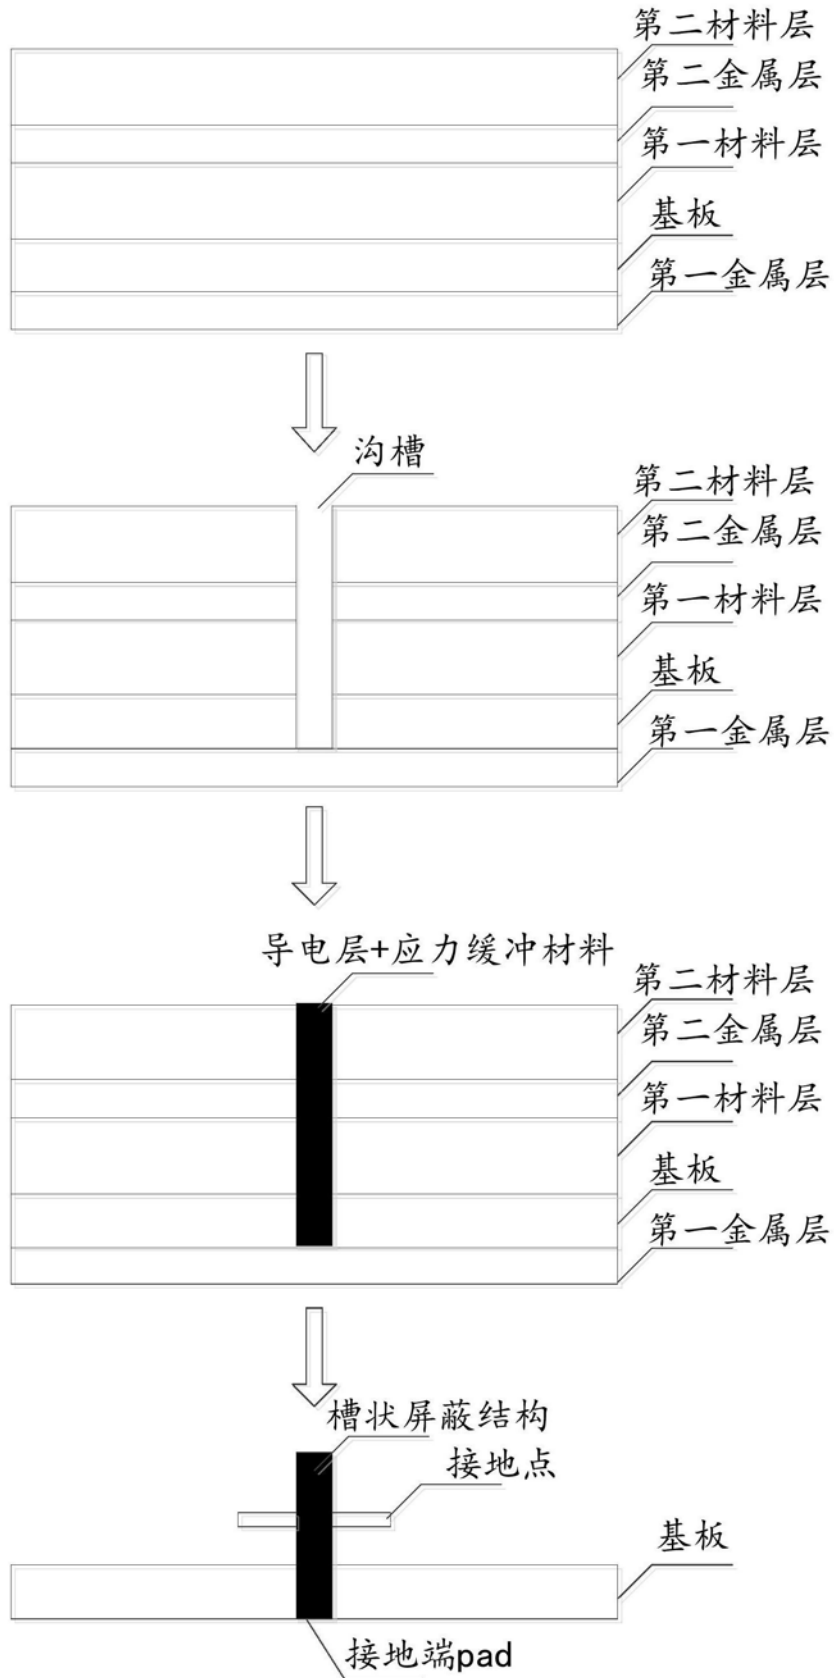 第二材料层
第二金属层
第一材料层
基板
第一金属层
沟槽
第二材料层
第二金属层
第一材料层
基板
第一金属层
导电层+应力缓冲材料
第二材料层
第二金属层
第一材料层
基板
第一金属层
槽状屏蔽结构
接地点
基板
接地端pad